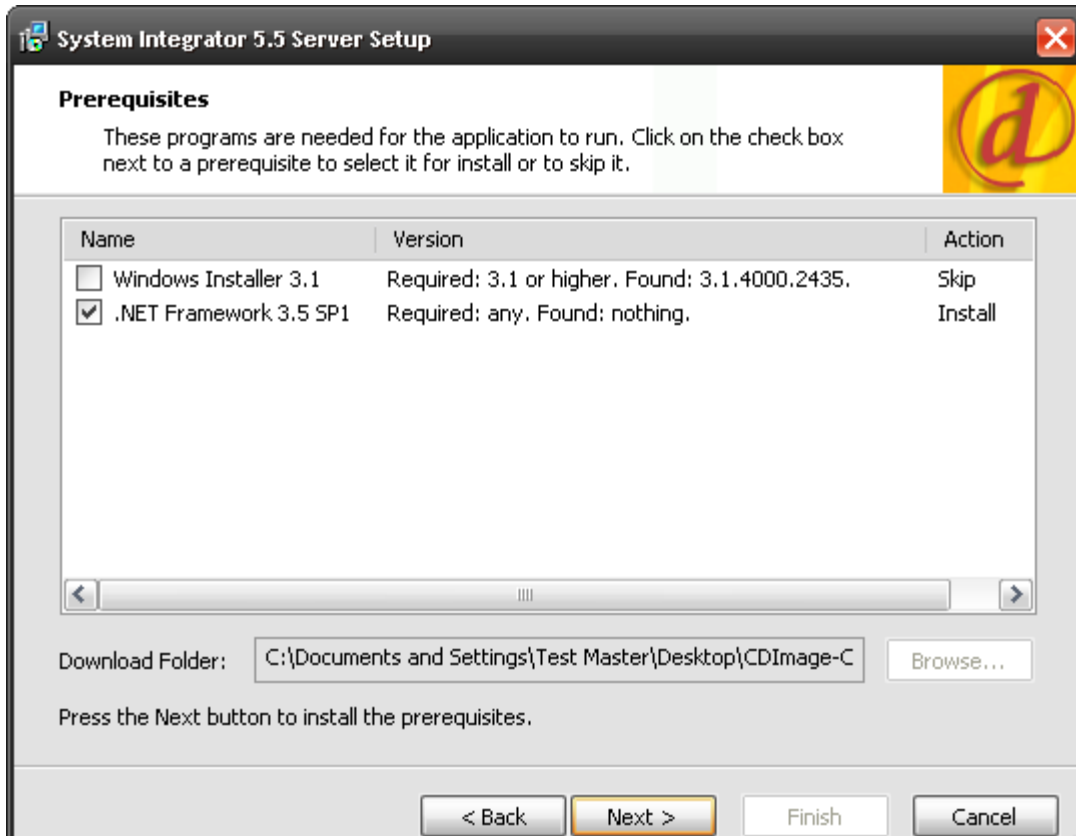 System Integrator 5.5 Server Setup
Prerequisites
These programs are needed for the application to run. Click on the check box
next to a prerequisite to select it for install or to skip it.
d
Name Version Action
Windows Installer 3.1 Required: 3.1 or higher. Found: 3.1.4000.2435. Skip
.NET Framework 3.5 SP1 Required: any. Found: nothing. Install
Download Folder: C:\Documents and Settings\Test Master\Desktop\CDImage-C Browse...
Press the Next button to install the prerequisites.
< Back Next > Finish Cancel